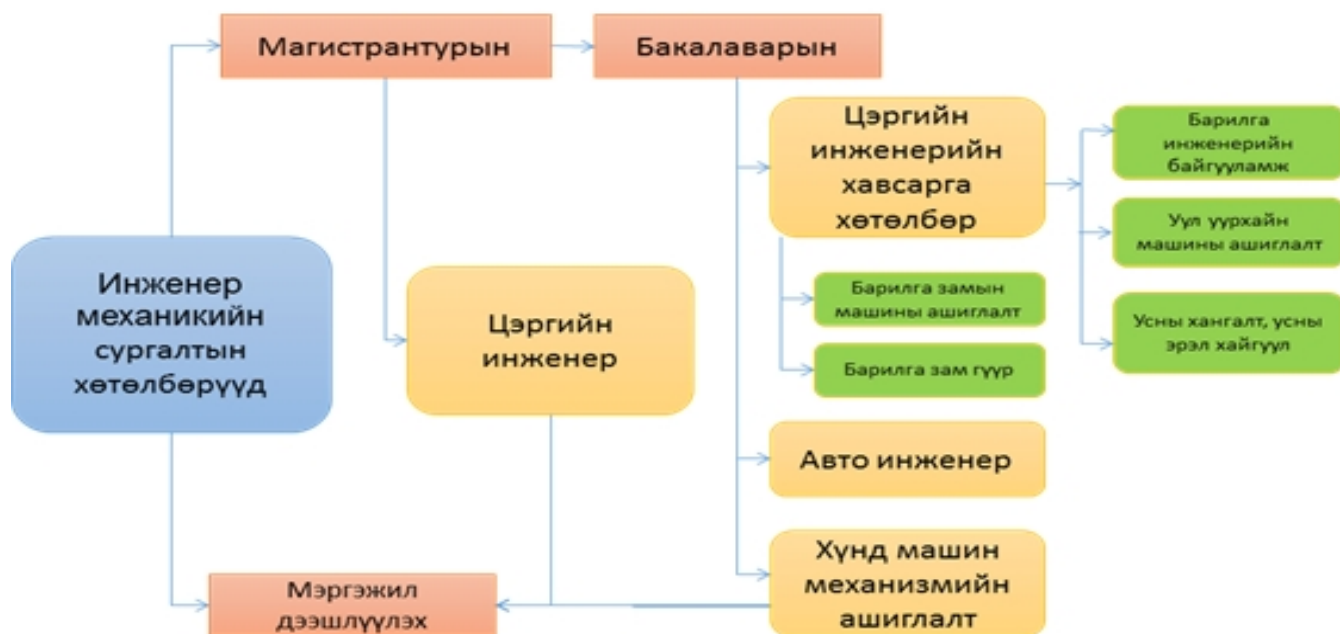 Магистрантурын
Бакалаварын
Инженер
механикийн
сургалтын
хөтөлбөрүүд
Цэргийн
инженер
Мэргэжил
дээшлүүлэх
Цэргийн
инженерийн
хавсарга
хөтөлбөр
Барилга замын
машины ашиглалт
Барилга зам гүүр
Авто инженер
Хүнд машин
механизмийн
ашиглалт
Барилга
инженерийн
байгууламж
Уул уурхайн
машины ашиглалт
Усны хангалт, усны
эрэл хайгуул